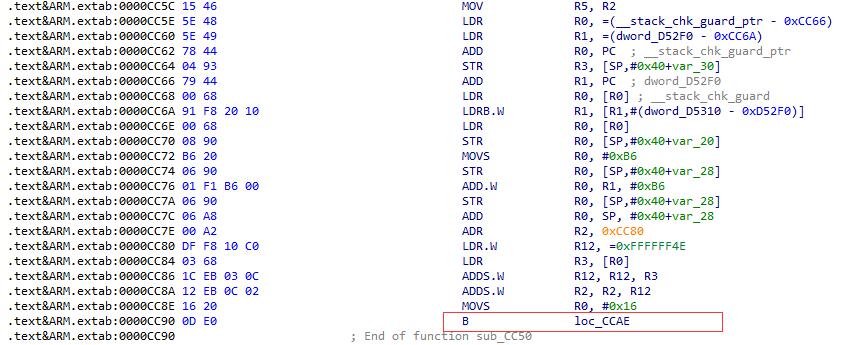 .text&ARM.extab:0000CC5C 15 46 MOV R5, R2
.text&ARM.extab:0000CC5E 5E 48 LDR R0, =(__stack_chk_guard_ptr - 0xCC66)
.text&ARM.extab:0000CC60 5E 49 LDR R1, =(dword_D52F0 - 0xCC6A)
.text&ARM.extab:0000CC62 78 44 ADD R0, PC ; __stack_chk_guard_ptr
.text&ARM.extab:0000CC64 04 93 STR R3, [SP,#0x40+var_30]
.text&ARM.extab:0000CC66 79 44 ADD R1, PC ; dword_D52F0
.text&ARM.extab:0000CC68 00 68 LDR R0, [R0] ; __stack_chk_guard
.text&ARM.extab:0000CC6A 91 F8 20 10 LDRB.W R1, [R1,#(dword_D5310 - 0xD52F0)]
.text&ARM.extab:0000CC6E 00 68 LDR R0, [R0]
.text&ARM.extab:0000CC70 08 90 STR R0, [SP,#0x40+var_20]
.text&ARM.extab:0000CC72 B6 20 MOVS R0, #0xB6
.text&ARM.extab:0000CC74 06 90 STR R0, [SP,#0x40+var_28]
.text&ARM.extab:0000CC76 01 F1 B6 00 ADD.W R0, R1, #0xB6
.text&ARM.extab:0000CC7A 06 90 STR R0, [SP,#0x40+var_28]
.text&ARM.extab:0000CC7C 06 A8 ADD R0, SP, #0x40+var_28
.text&ARM.extab:0000CC7E 00 A2 ADR R2, 0xCC80
.text&ARM.extab:0000CC80 DF F8 10 C0 LDR.W R12, =0xFFFFFF4E
.text&ARM.extab:0000CC84 03 68 LDR R3, [R0]
.text&ARM.extab:0000CC86 1C EB 03 0C ADDS.W R12, R12, R3
.text&ARM.extab:0000CC8A 12 EB 0C 02 ADDS.W R2, R2, R12
.text&ARM.extab:0000CC8E 16 20 MOVS R0, #0x16
.text&ARM.extab:0000CC90 0D E0 B loc_CCAE
.text&ARM.extab:0000CC90 ; End of function sub_CC50